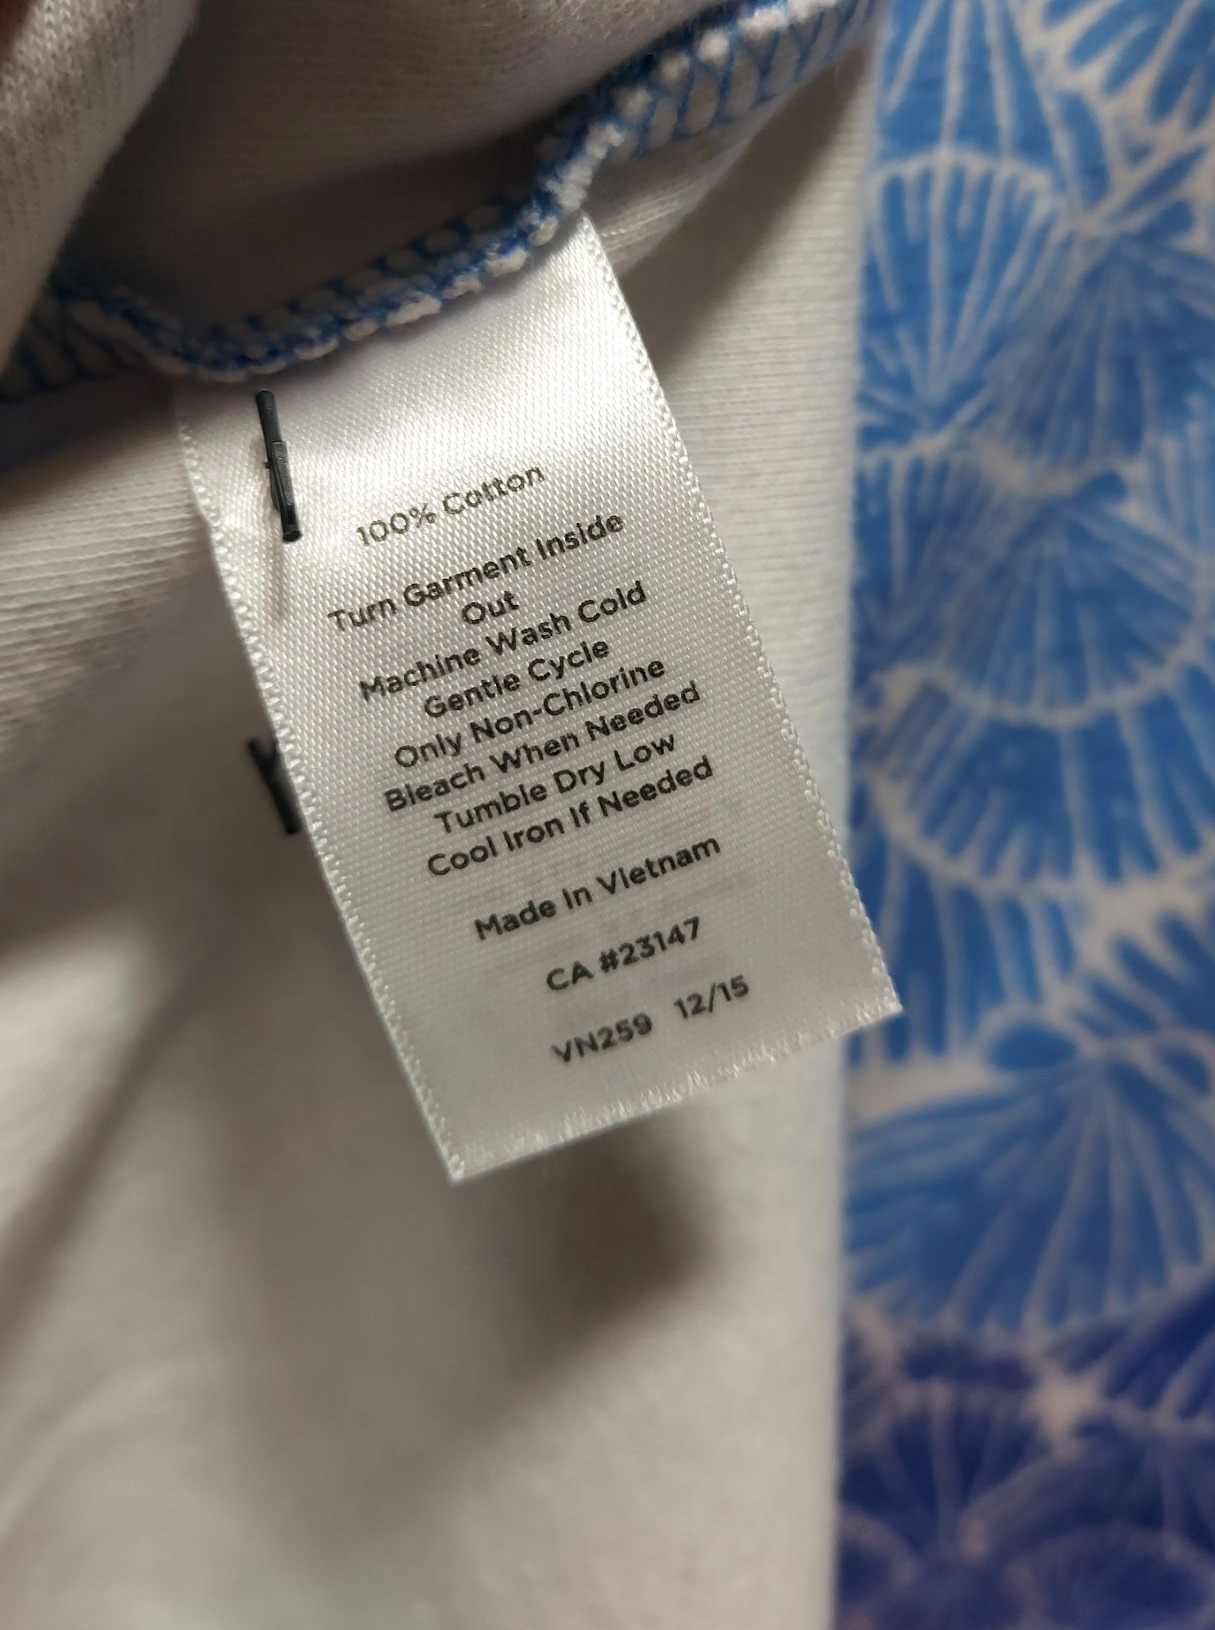 100% Cotton
Turn Garment Inside
Out
Machine Wash Cold
Gentle Cycle
Only Non-Chlorine
Bleach When Needed
Tumble Dry Low
Cool Iron If Needed
Made In Vietnam
CA #23147
VN259 12/15